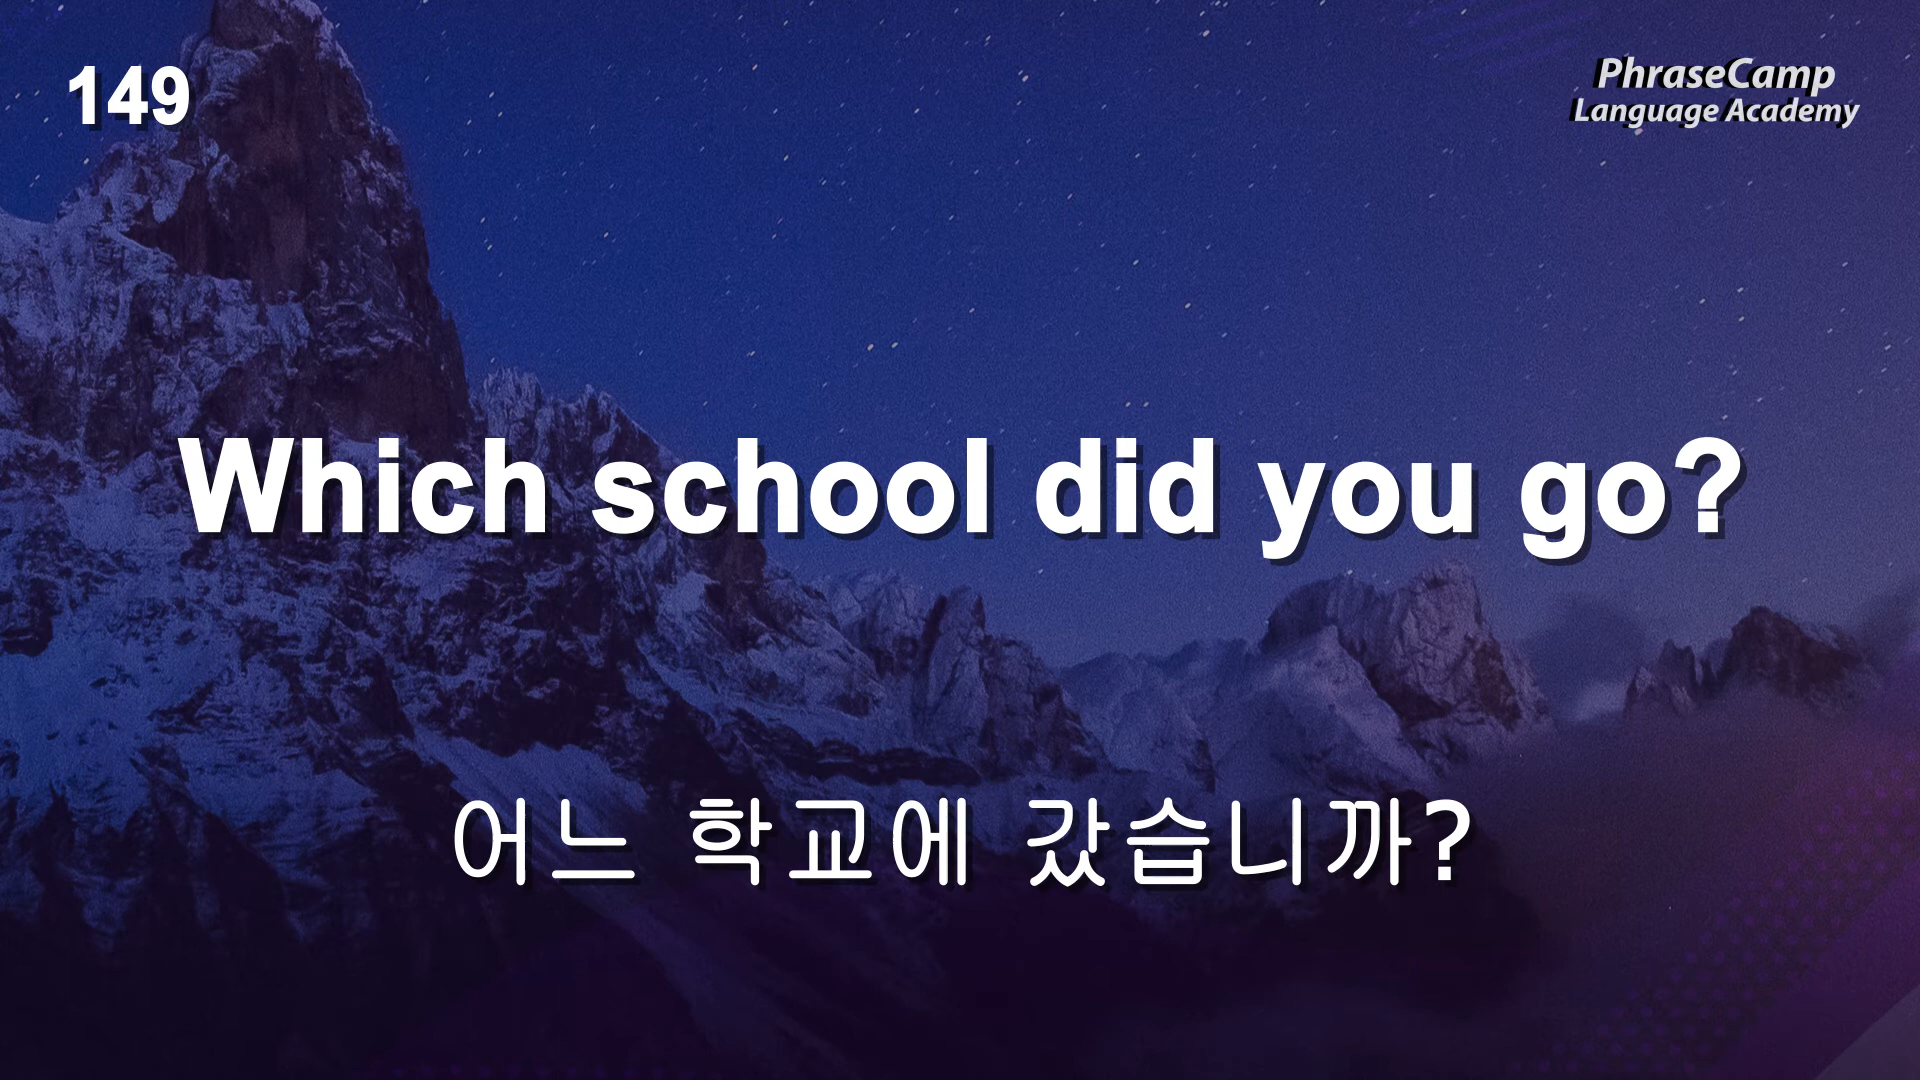 149
PhraseCamp
Language Academy
Which school did you go?
어느 학교에 갔습니까?